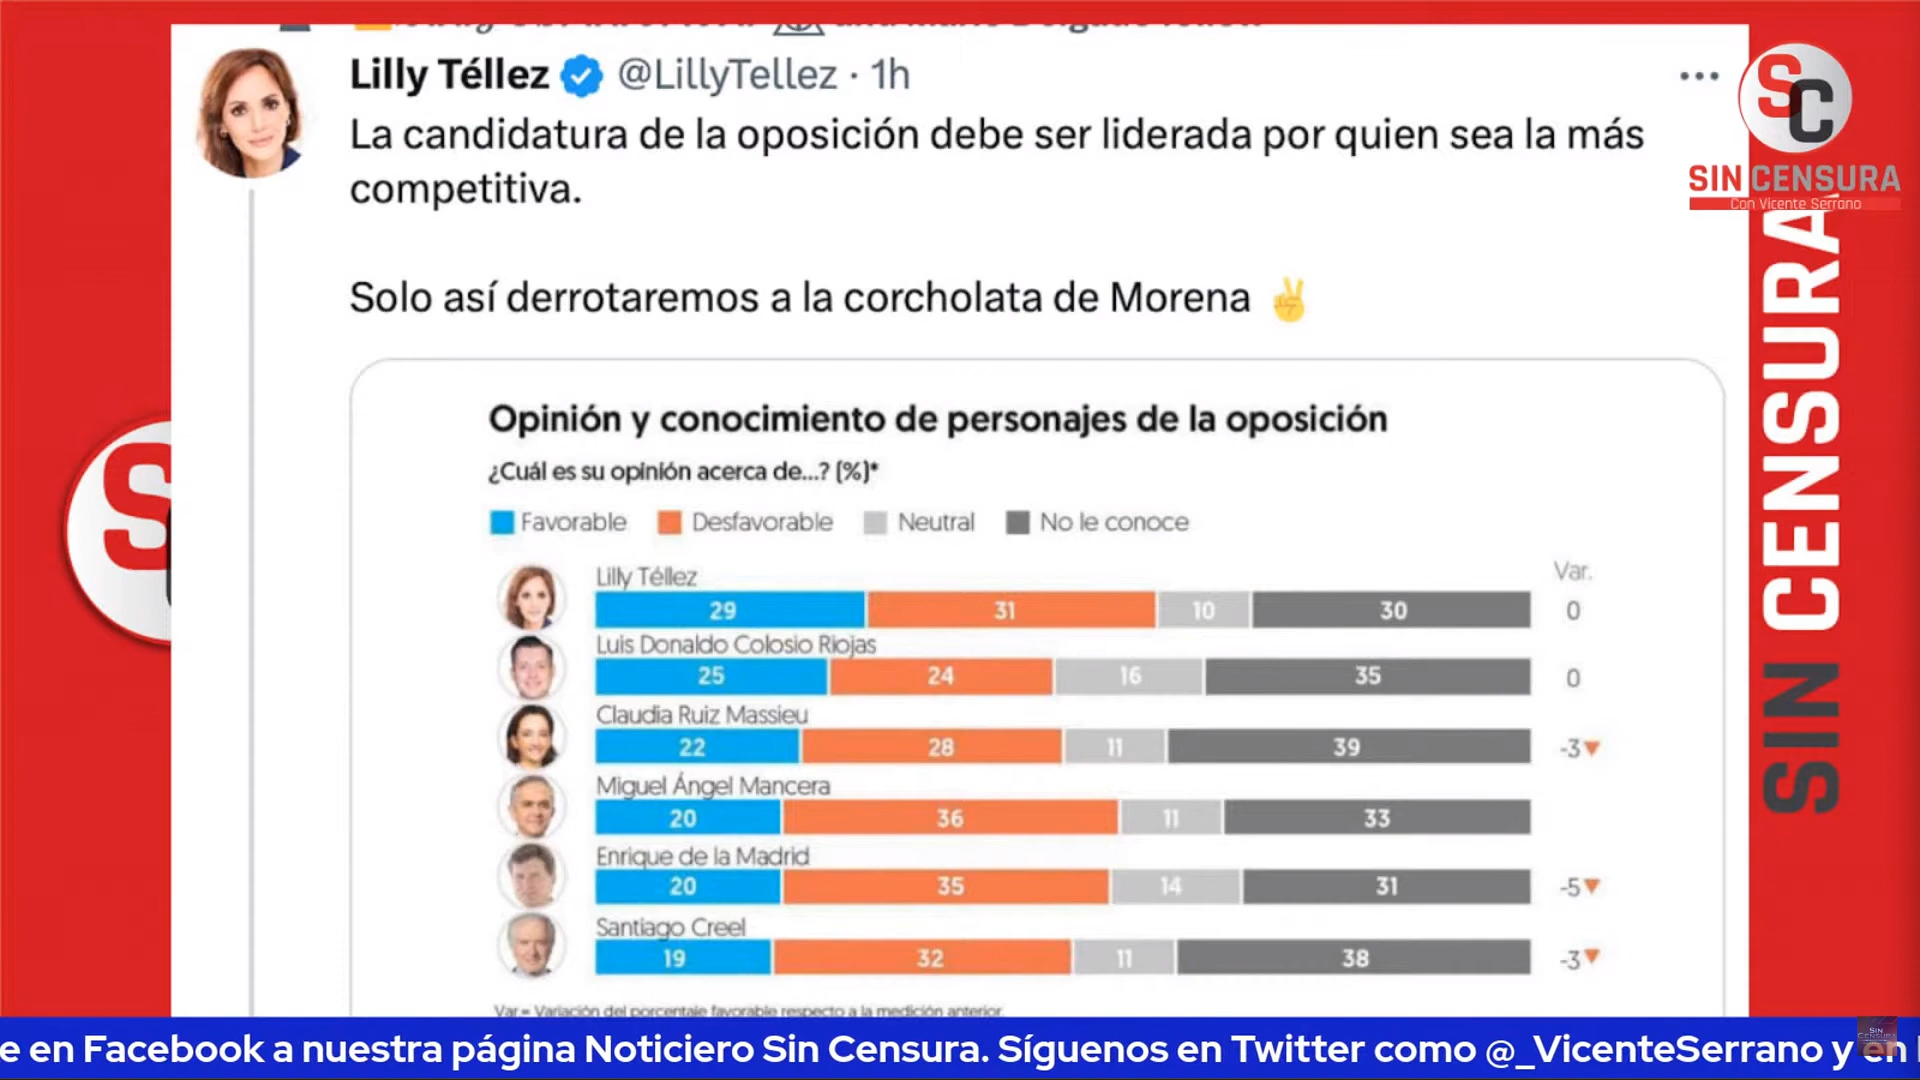 Lilly Téllez @LillyTellez · 1h
La candidatura de la oposición debe ser liderada por quien sea la más
competitiva.
Solo así derrotaremos a la corcholata de Morena ✌
SC
SIN CENSURA
Con Vicente Serrano
SIN CENSURA
S
Opinión y conocimiento de personajes de la oposición
¿Cuál es su opinión acerca de...? (%)*
Favorable Desfavorable Neutral No le conoce
Var.
Lilly Téllez
29 31 10 30 0
Luis Donaldo Colosio Riojas
25 24 16 35 0
Claudia Ruiz Massieu
22 28 11 39 -3▼
Miguel Ángel Mancera
20 36 11 33
Enrique de la Madrid
20 35 14 31 -5▼
Santiago Creel
19 32 11 38 -3▼
Var = Variación del porcentaje favorable respecto a la medición anterior.
e en Facebook a nuestra página Noticiero Sin Censura. Síguenos en Twitter como @_VicenteSerrano y en
SIN CENSURA